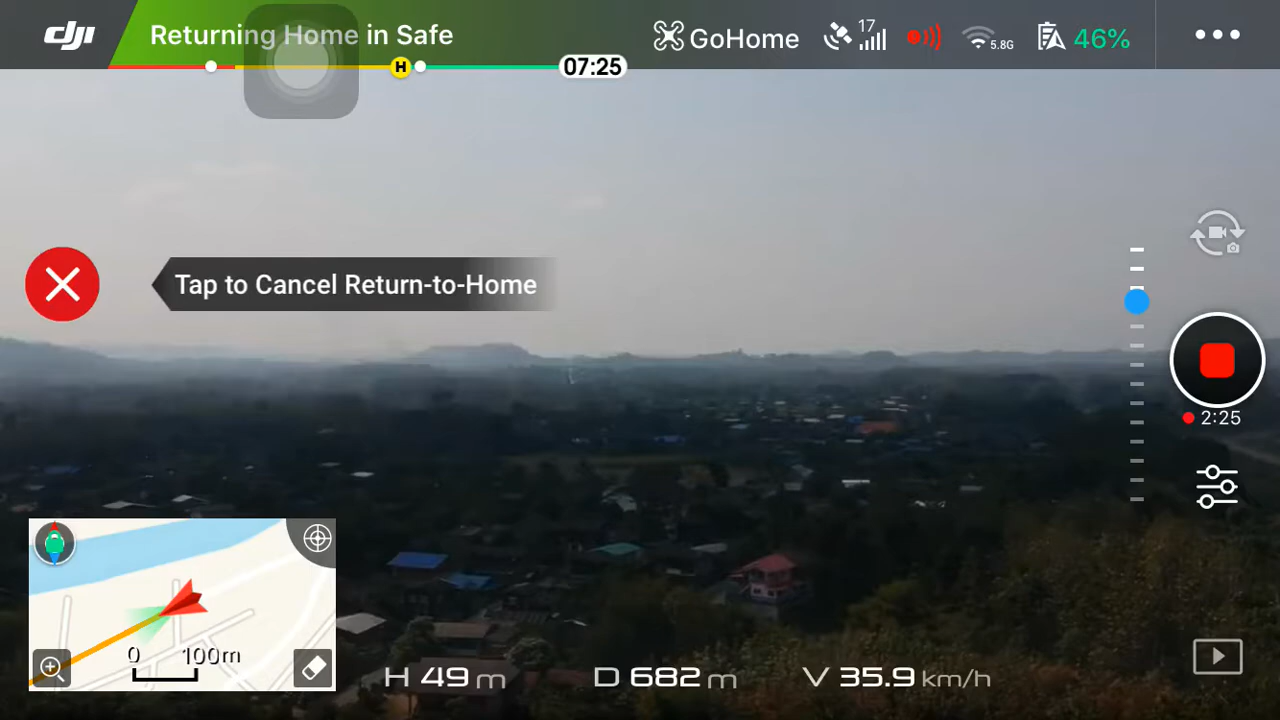 dji
Returning Home in Safe
GoHome
17
5.8G
46%
H
07:25
Tap to Cancel Return-to-Home
2:25
0 100m
H 49 m
D 682 m
V 35.9 km/h